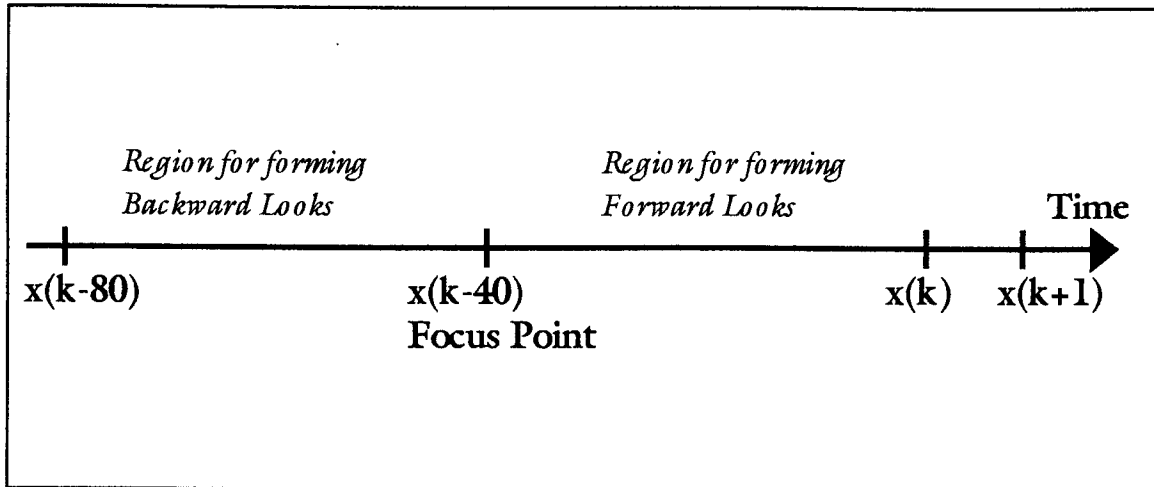 Region for forming
Backward Looks
Region for forming
Forward Looks
Time
x(k-80)
x(k-40)
Focus Point
x(k)
x(k+1)